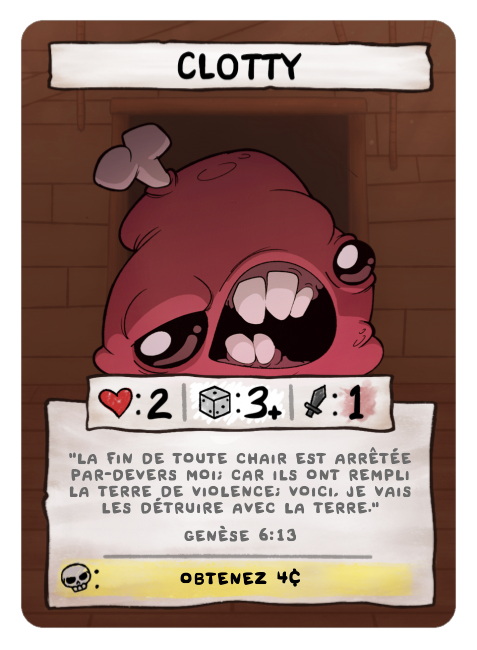 CLOTTY
:2 :3+ :1
"LA FIN DE TOUTE CHAIR EST ARRÊTÉE
PAR-DEVERS MOI; CAR ILS ONT REMPLI
LA TERRE DE VIOLENCE; VOICI, JE VAIS
LES DÉTRUIRE AVEC LA TERRE."
GENÈSE 6:13
: OBTENEZ 4¢